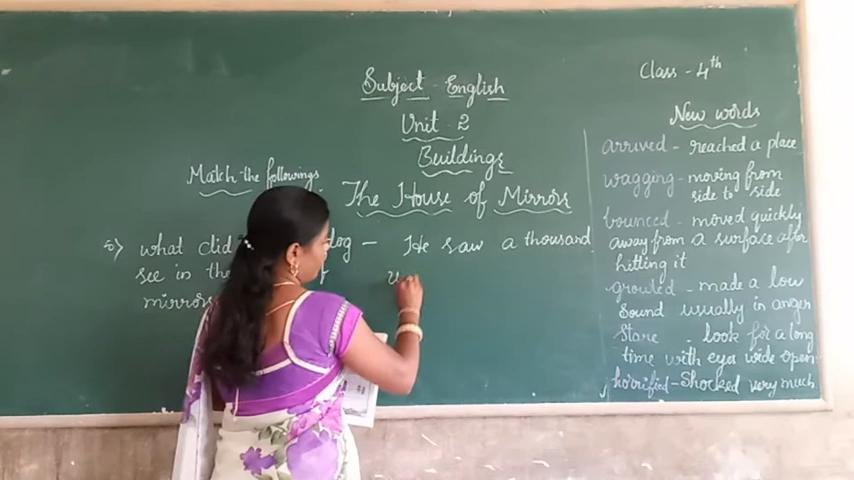 Subject - English
Class - 4th
Unit - 2
Buildings
The House of Mirrors
Match the followings
what did dog - He saw a thousand
see in the of
mirrors
New words
arrived - reached a place
wagging - moving from
side to side
bounced - moved quickly
away from a surface after
hitting it
growled - made a low
sound usually in anger
Stare - look for a long
time with eyes wide open
horrified - Shocked very much